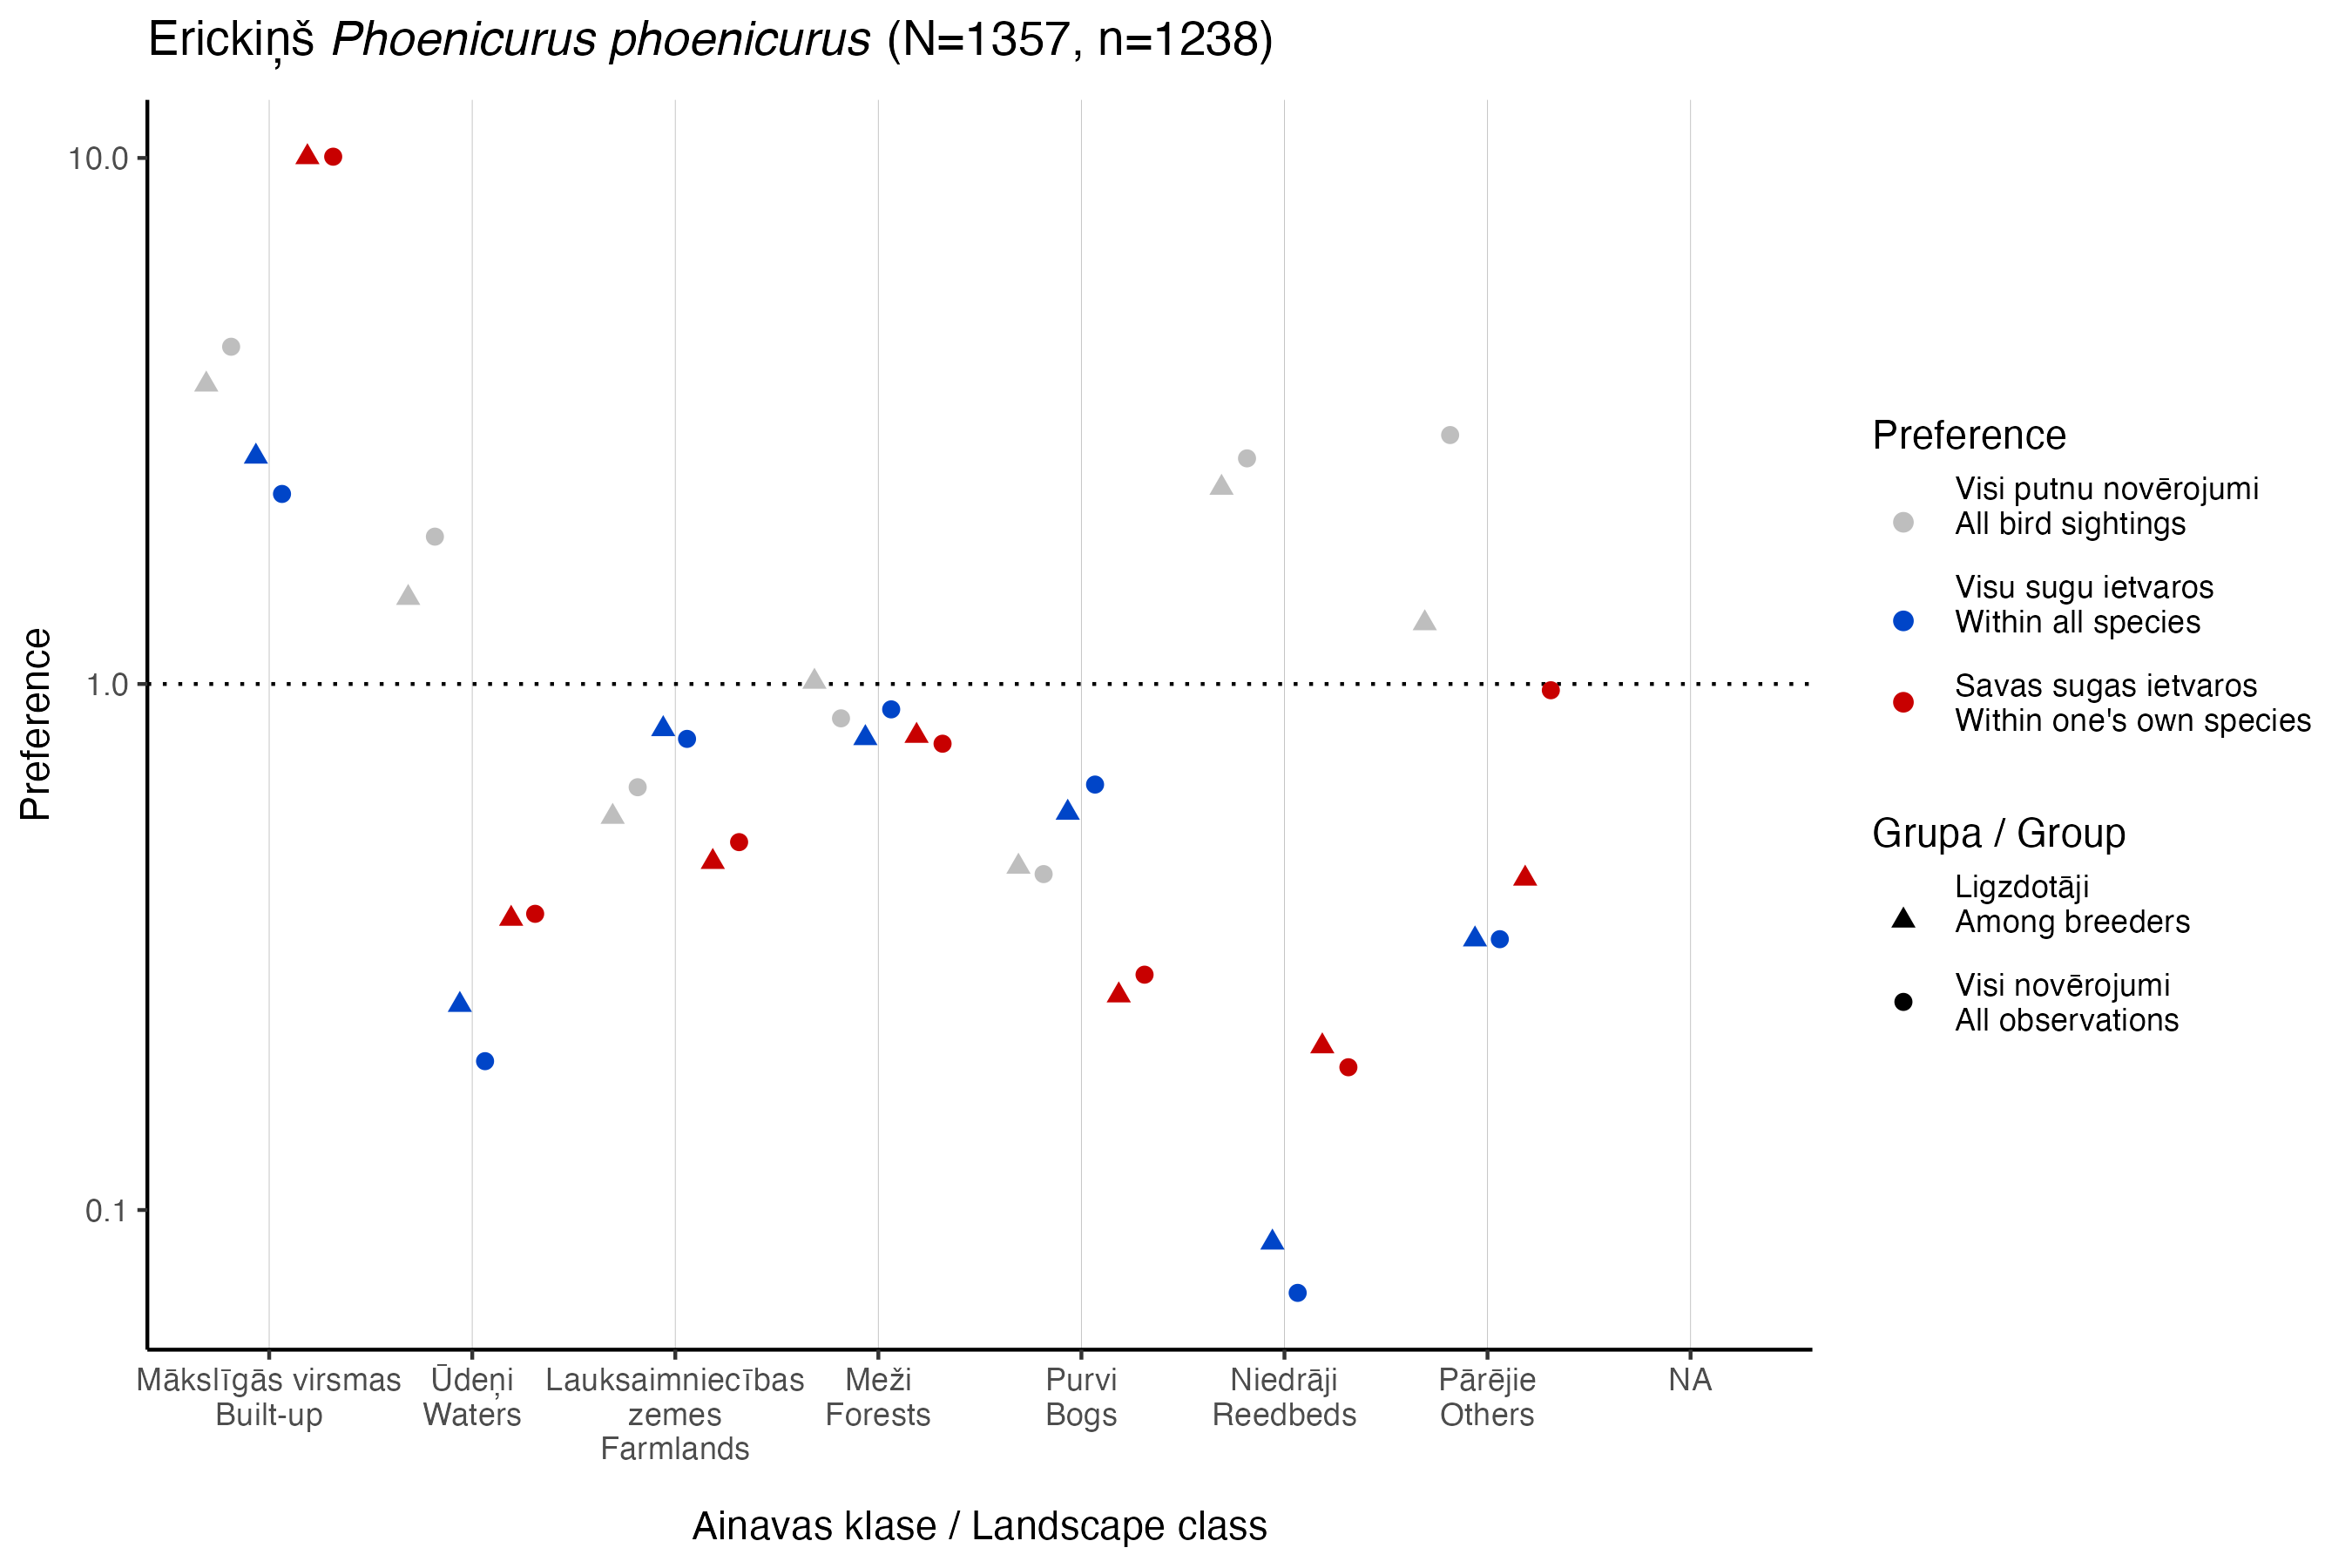 Erickiņš Phoenicurus phoenicurus (N=1357, n=1238)
Preference
10.0
1.0
0.1
Mākslīgās virsmas
Built-up
Ūdeņi
Waters
Lauksaimniecības
zemes
Farmlands
Meži
Forests
Purvi
Bogs
Niedrāji
Reedbeds
Pārējie
Others
NA
Ainavas klase / Landscape class
Preference
Visi putnu novērojumi
All bird sightings
Visu sugu ietvaros
Within all species
Savas sugas ietvaros
Within one's own species
Grupa / Group
Ligzdotāji
Among breeders
Visi novērojumi
All observations